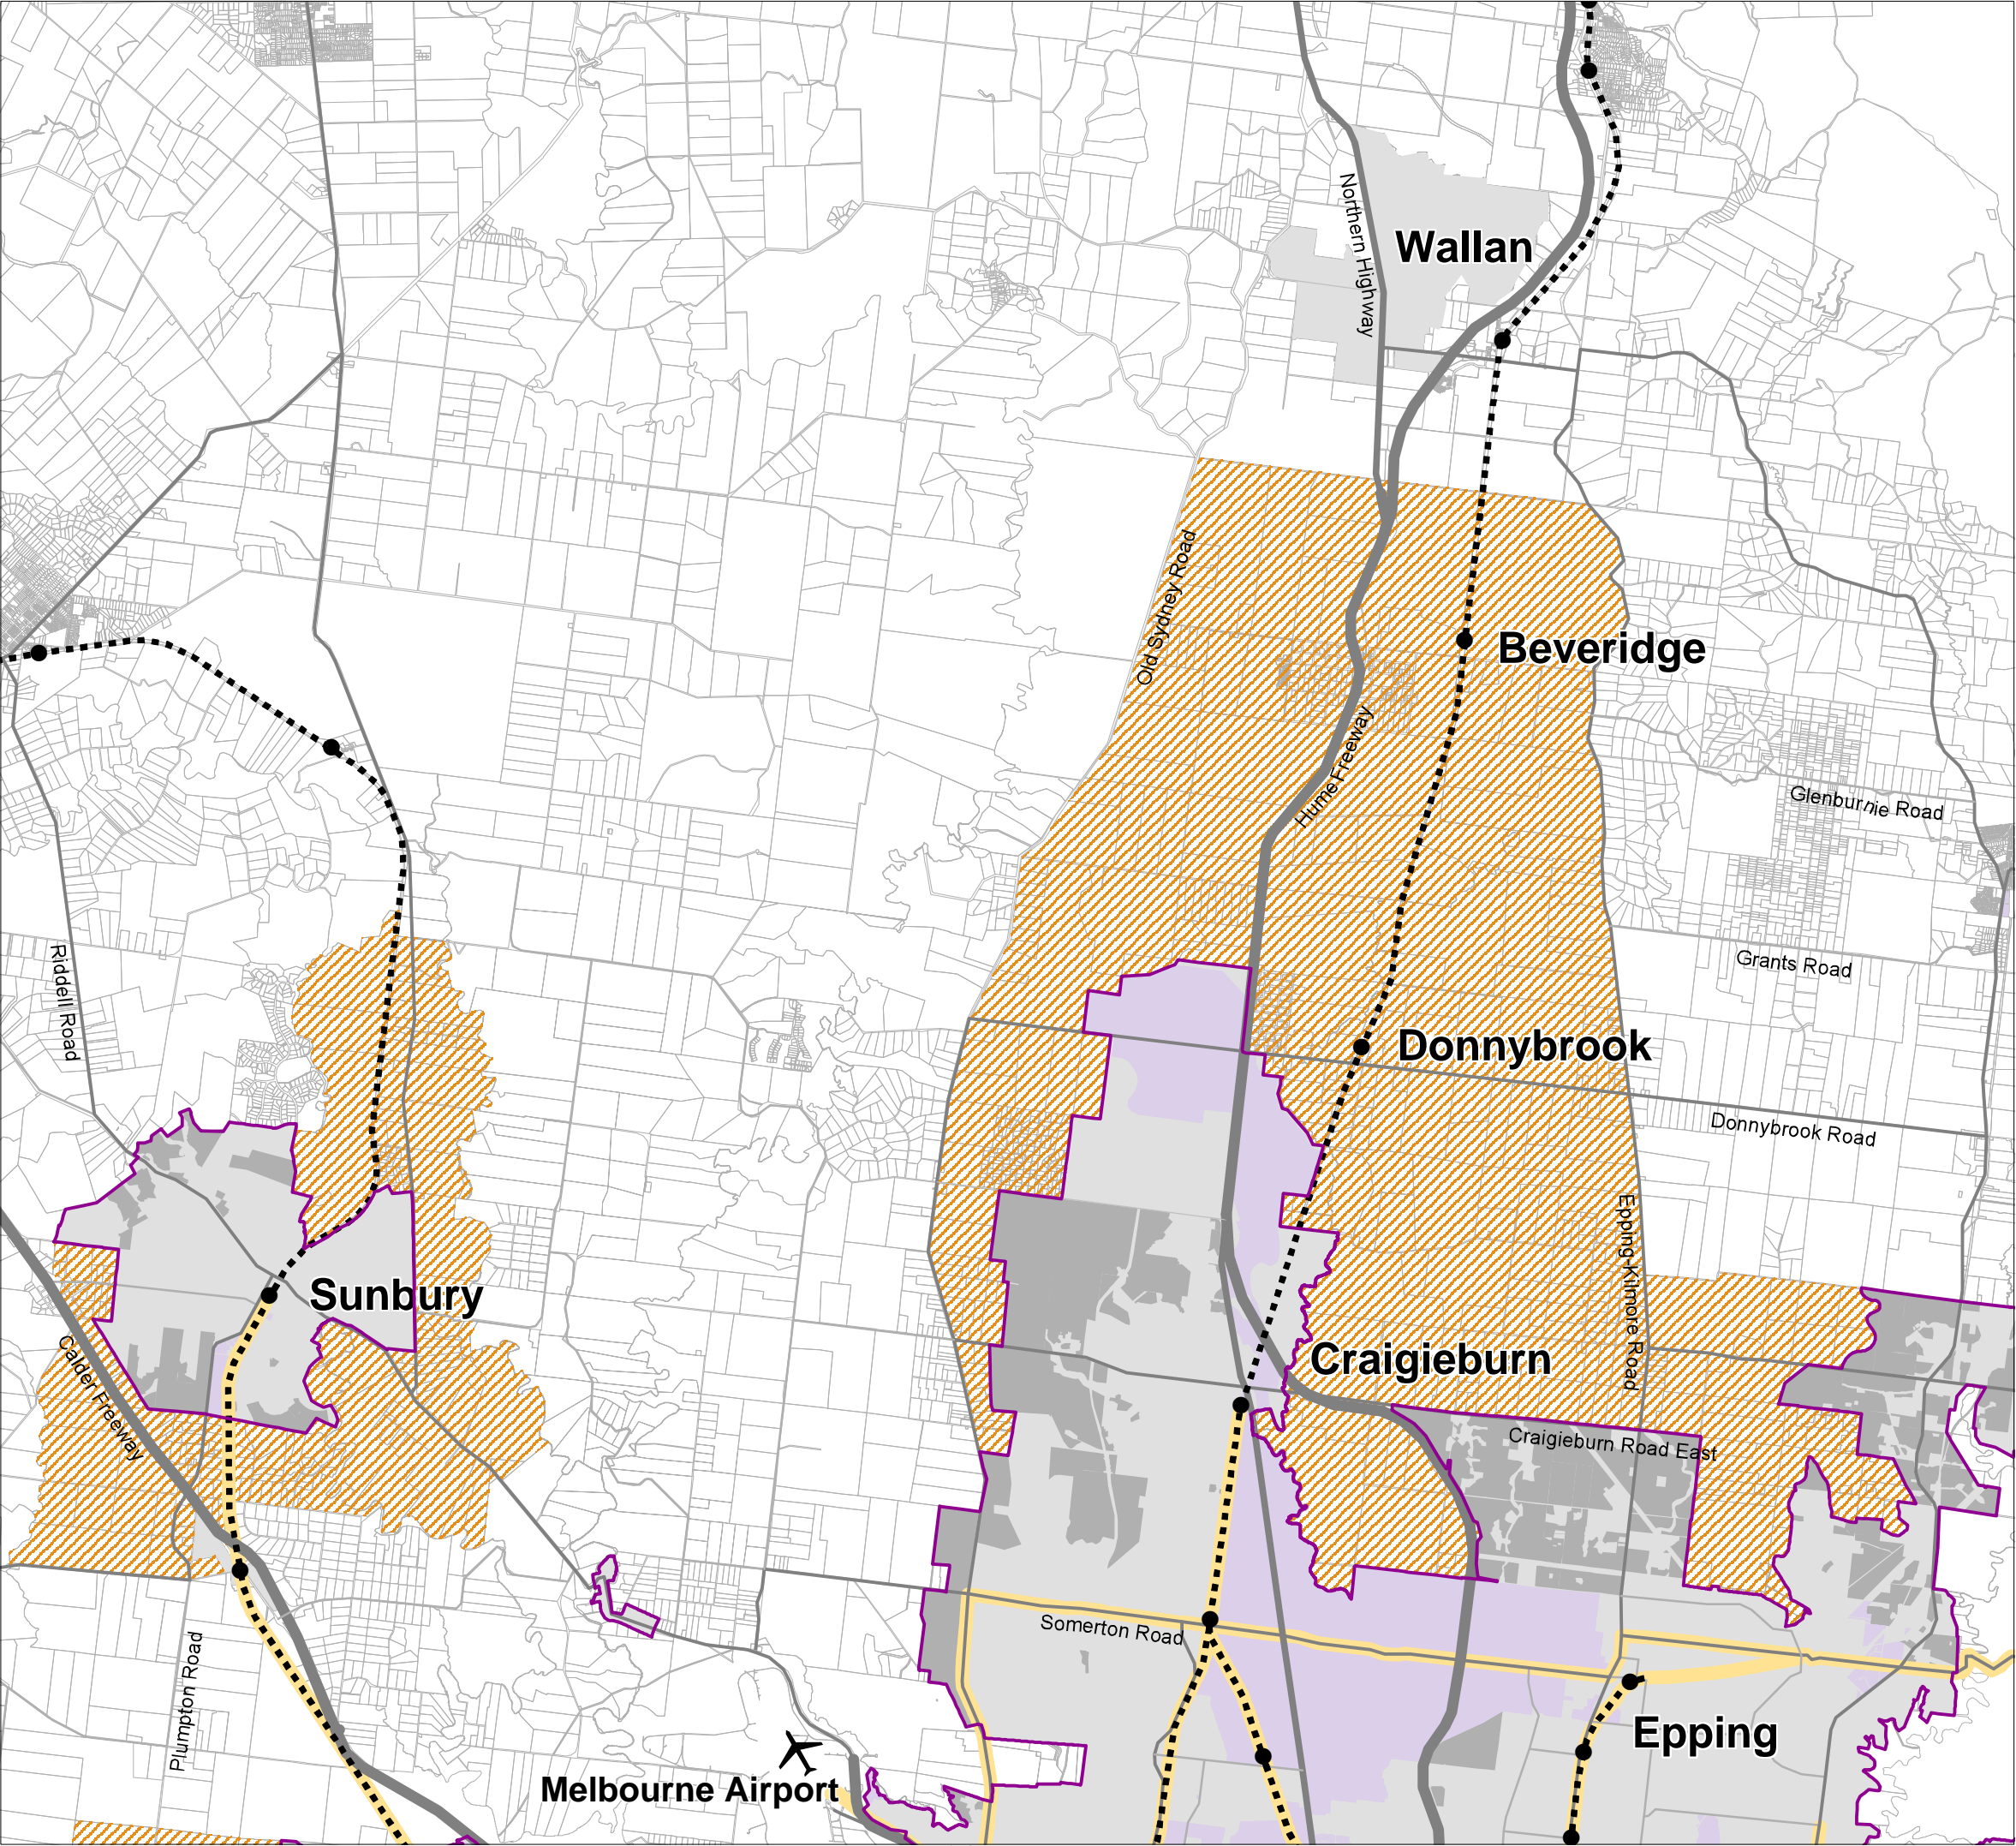 Northern Highway
Wallan
Old Sydney Road
Beveridge
Hume Freeway
Glenburnie Road
Riddell Road
Grants Road
Donnybrook
Donnybrook Road
Epping-Kilmore Road
Sunbury
Calder Freeway
Craigieburn
Craigieburn Road East
Somerton Road
Plumpton Road
Epping
Melbourne Airport